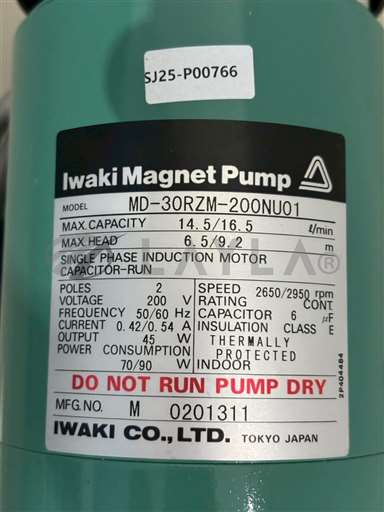 SJ25-P00766
Iwaki Magnet Pump
MODEL MD-30RZM-200NU01
MAX. CAPACITY 14.5/16.5 ℓ/min
MAX. HEAD 6.5/9.2 m
SINGLE PHASE INDUCTION MOTOR
CAPACITOR-RUN
POLES 2 SPEED 2650/2950 rpm
VOLTAGE 200 V RATING CONT.
FREQUENCY 50/60 Hz CAPACITOR 6 μF
CURRENT 0.42/0.54 A INSULATION CLASS E
OUTPUT 45 W THERMALLY
POWER CONSUMPTION PROTECTED
70/90 W INDOOR
DO NOT RUN PUMP DRY
MFG. NO. M 0201311
IWAKI CO., LTD. TOKYO JAPAN
2P404484